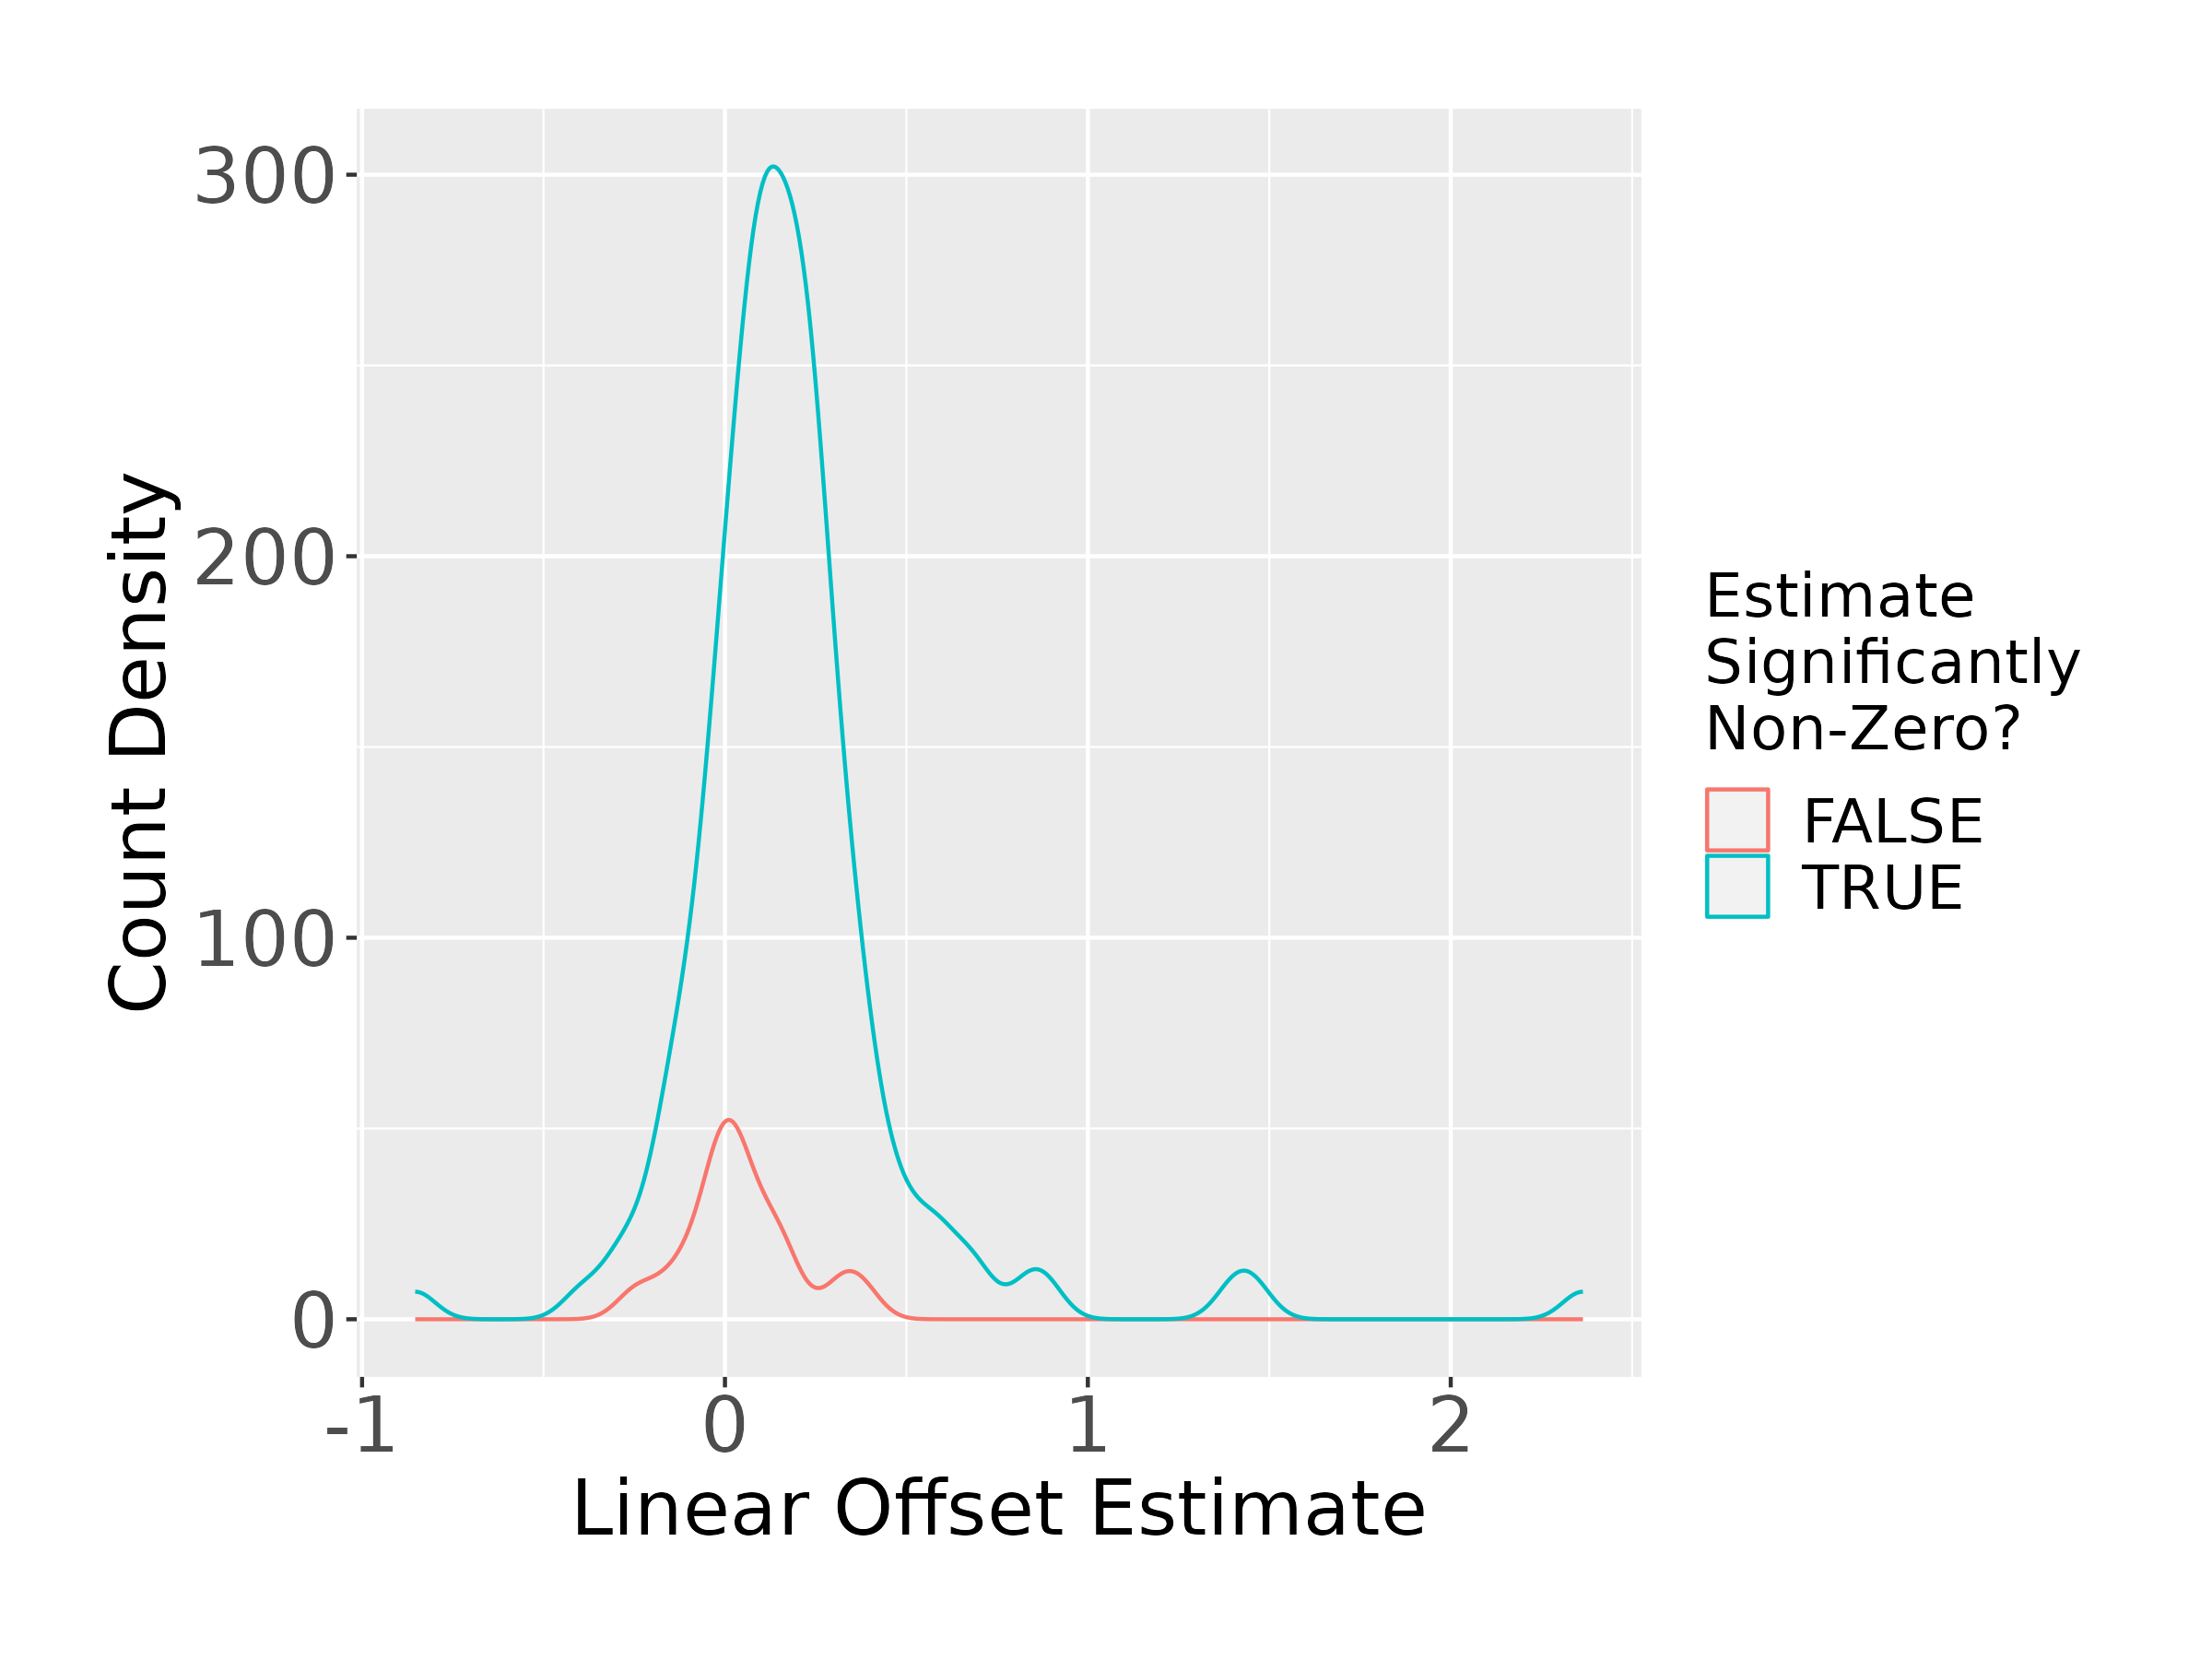 300
200
100
0
-1
0
1
2
Count Density
Linear Offset Estimate
Estimate
Significantly
Non-Zero?
FALSE
TRUE